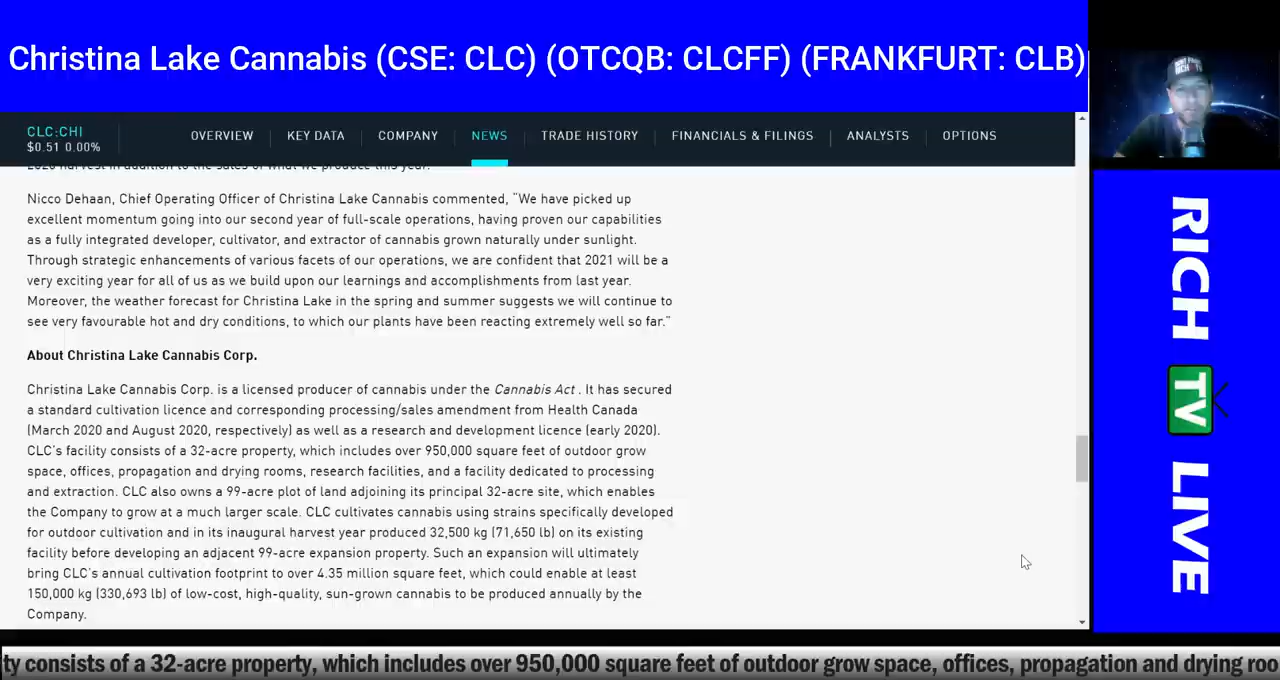 Christina Lake Cannabis (CSE: CLC) (OTCQB: CLCFF) (FRANKFURT: CLB)
CLC:CHI
$0.51 0.00%
OVERVIEW
KEY DATA
COMPANY
NEWS
TRADE HISTORY
FINANCIALS & FILINGS
ANALYSTS
OPTIONS
2020 harvest in addition to the sales of what we produce this year."
Nicco Dehaan, Chief Operating Officer of Christina Lake Cannabis commented, "We have picked up
excellent momentum going into our second year of full-scale operations, having proven our capabilities
as a fully integrated developer, cultivator, and extractor of cannabis grown naturally under sunlight.
Through strategic enhancements of various facets of our operations, we are confident that 2021 will be a
very exciting year for all of us as we build upon our learnings and accomplishments from last year.
Moreover, the weather forecast for Christina Lake in the spring and summer suggests we will continue to
see very favourable hot and dry conditions, to which our plants have been reacting extremely well so far."
About Christina Lake Cannabis Corp.
Christina Lake Cannabis Corp. is a licensed producer of cannabis under the Cannabis Act . It has secured
a standard cultivation licence and corresponding processing/sales amendment from Health Canada
(March 2020 and August 2020, respectively) as well as a research and development licence (early 2020).
CLC's facility consists of a 32-acre property, which includes over 950,000 square feet of outdoor grow
space, offices, propagation and drying rooms, research facilities, and a facility dedicated to processing
and extraction. CLC also owns a 99-acre plot of land adjoining its principal 32-acre site, which enables
the Company to grow at a much larger scale. CLC cultivates cannabis using strains specifically developed
for outdoor cultivation and in its inaugural harvest year produced 32,500 kg (71,650 lb) on its existing
facility before developing an adjacent 99-acre expansion property. Such an expansion will ultimately
bring CLC's annual cultivation footprint to over 4.35 million square feet, which could enable at least
150,000 kg (330,693 lb) of low-cost, high-quality, sun-grown cannabis to be produced annually by the
Company.
RICH TV LIVE
ty consists of a 32-acre property, which includes over 950,000 square feet of outdoor grow space, offices, propagation and drying roo